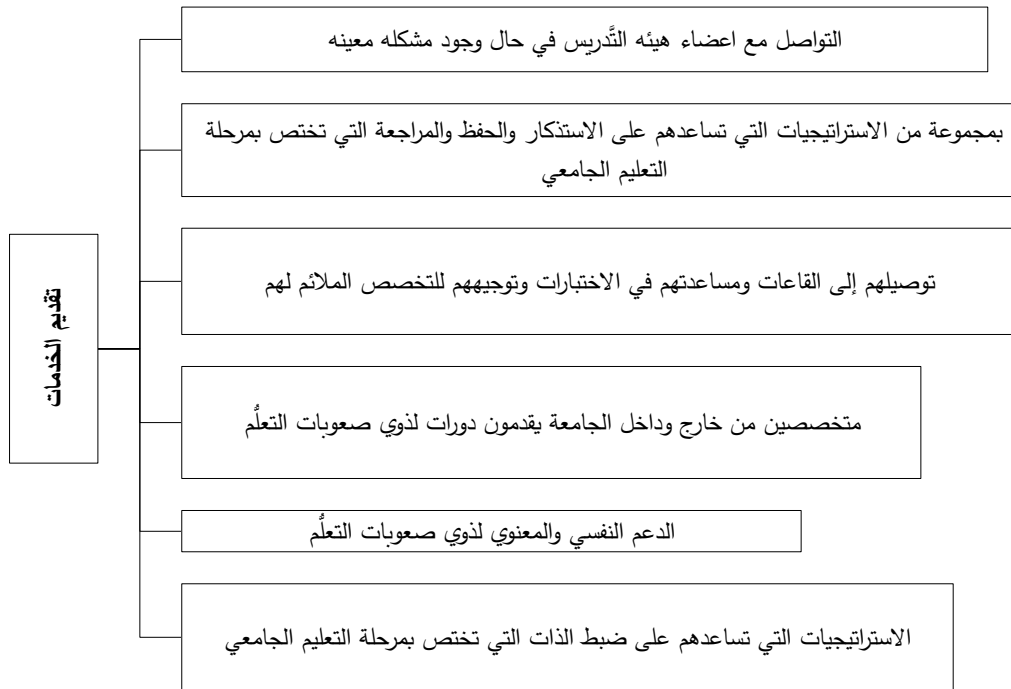 التواصل مع اعضاء هيئه التَّدريس في حال وجود مشكله معينه
بمجموعة من الاستراتيجيات التي تساعدهم على الاستذكار والحفظ والمراجعة التي تختص بمرحلة
التعليم الجامعي
توصيلهم إلى القاعات ومساعدتهم في الاختبارات وتوجيههم للتخصص الملائم لهم
تقديم الخدمات
متخصصين من خارج وداخل الجامعة يقدمون دورات لذوي صعوبات التعلُّم
الدعم النفسي والمعنوي لذوي صعوبات التعلُّم
الاستراتيجيات التي تساعدهم على ضبط الذات التي تختص بمرحلة التعليم الجامعي